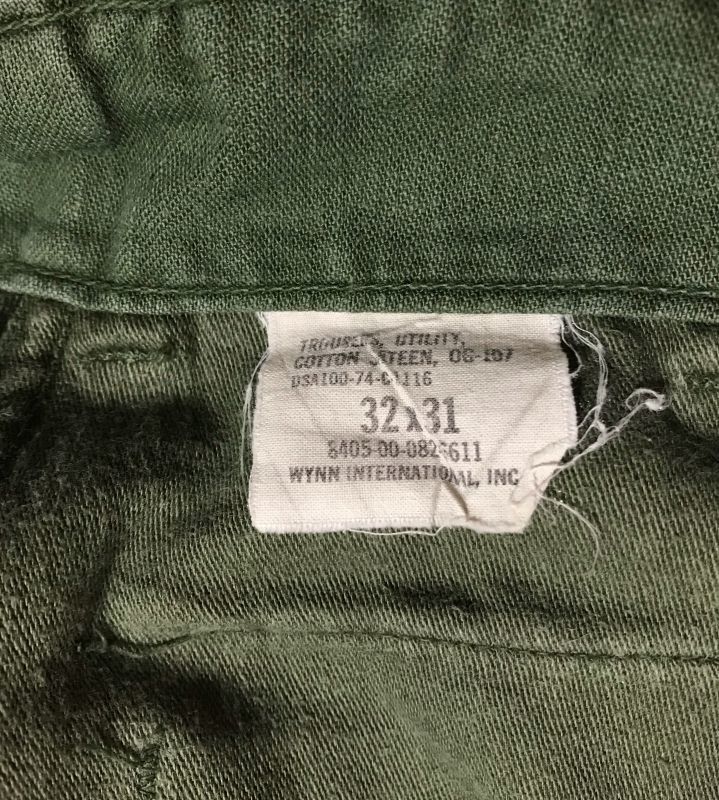 TROUSERS, UTILITY,
COTTON SATEEN, OG-107
DSA100-74-C1116
32x31
8405-00-082-6611
WYNN INTERNATIONAL, INC